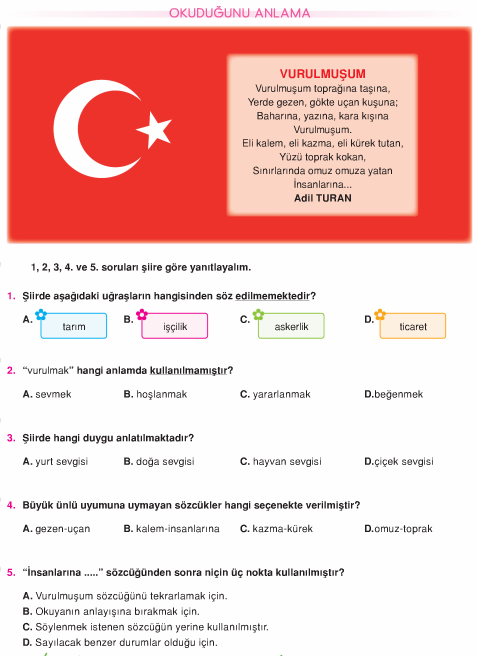 OKUDUĞUNU ANLAMA
VURULMUŞUM
Vurulmuşum toprağına taşına,
Yerde gezen, gökte uçan kuşuna;
Baharına, yazına, kara kışına
Vurulmuşum.
Eli kalem, eli kazma, eli kürek tutan,
Yüzü toprak kokan,
Sınırlarında omuz omuza yatan
İnsanlarına...
Adil TURAN
1, 2, 3, 4. ve 5. soruları şiire göre yanıtlayalım.
1. Şiirde aşağıdaki uğraşların hangisinden söz edilmemektedir?
A. tarım B. işçilik C. askerlik D. ticaret
2. “vurulmak” hangi anlamda kullanılmamıştır?
A. sevmek B. hoşlanmak C. yararlanmak D.beğenmek
3. Şiirde hangi duygu anlatılmaktadır?
A. yurt sevgisi B. doğa sevgisi C. hayvan sevgisi D.çiçek sevgisi
4. Büyük ünlü uyumuna uymayan sözcükler hangi seçenekte verilmiştir?
A. gezen-uçan B. kalem-insanlarına C. kazma-kürek D.omuz-toprak
5. “İnsanlarına .....” sözcüğünden sonra niçin üç nokta kullanılmıştır?
A. Vurulmuşum sözcüğünü tekrarlamak için.
B. Okuyanın anlayışına bırakmak için.
C. Söylenmek istenen sözcüğün yerine kullanılmıştır.
D. Sayılacak benzer durumlar olduğu için.